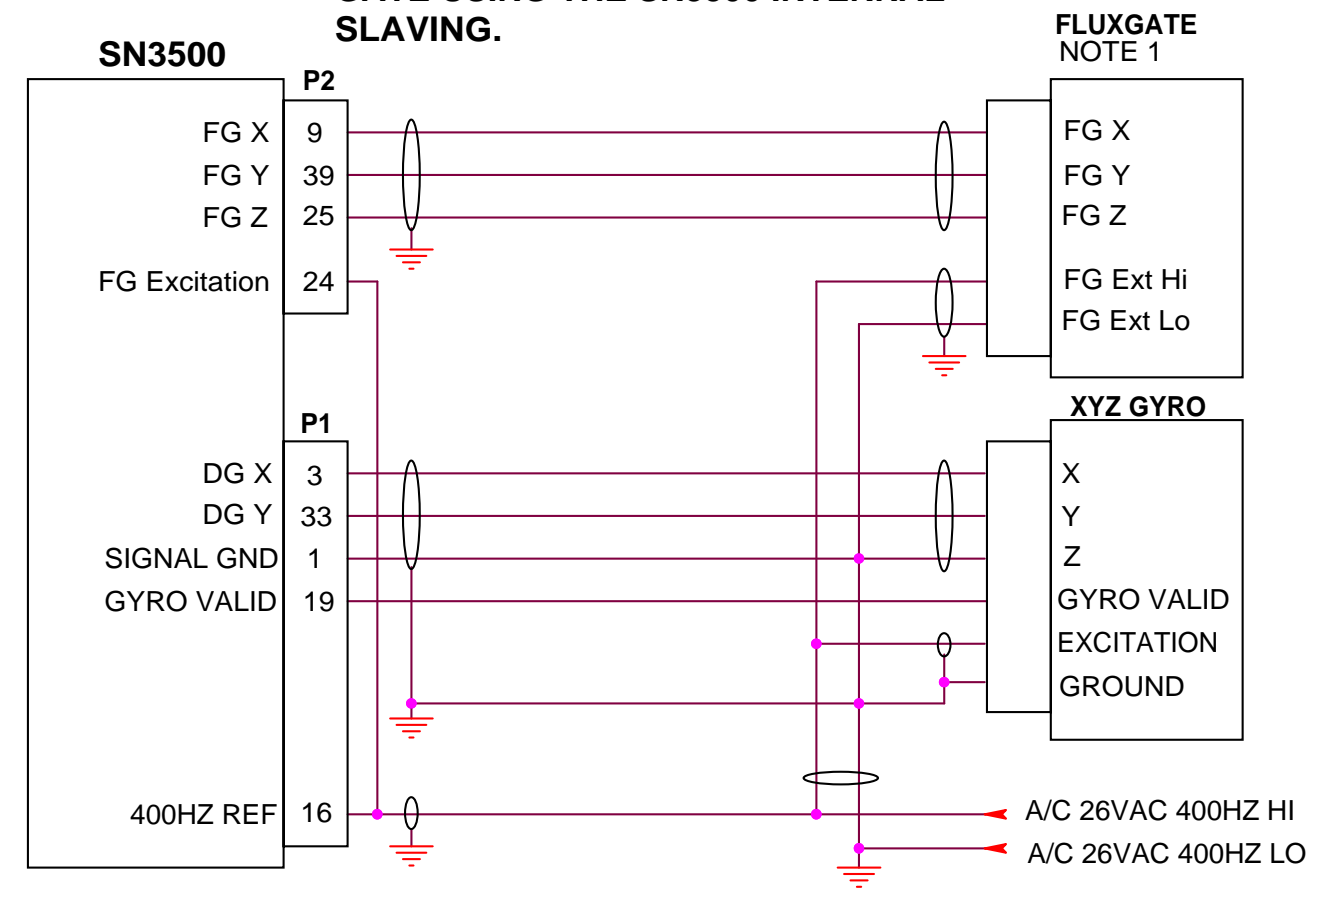 SLAVING.
SN3500
P2
FG X 9
FG Y 39
FG Z 25
FG Excitation 24
FLUXGATE
NOTE 1
FG X
FG Y
FG Z
FG Ext Hi
FG Ext Lo
P1
DG X 3
DG Y 33
SIGNAL GND 1
GYRO VALID 19
400HZ REF 16
XYZ GYRO
X
Y
Z
GYRO VALID
EXCITATION
GROUND
A/C 26VAC 400HZ HI
A/C 26VAC 400HZ LO